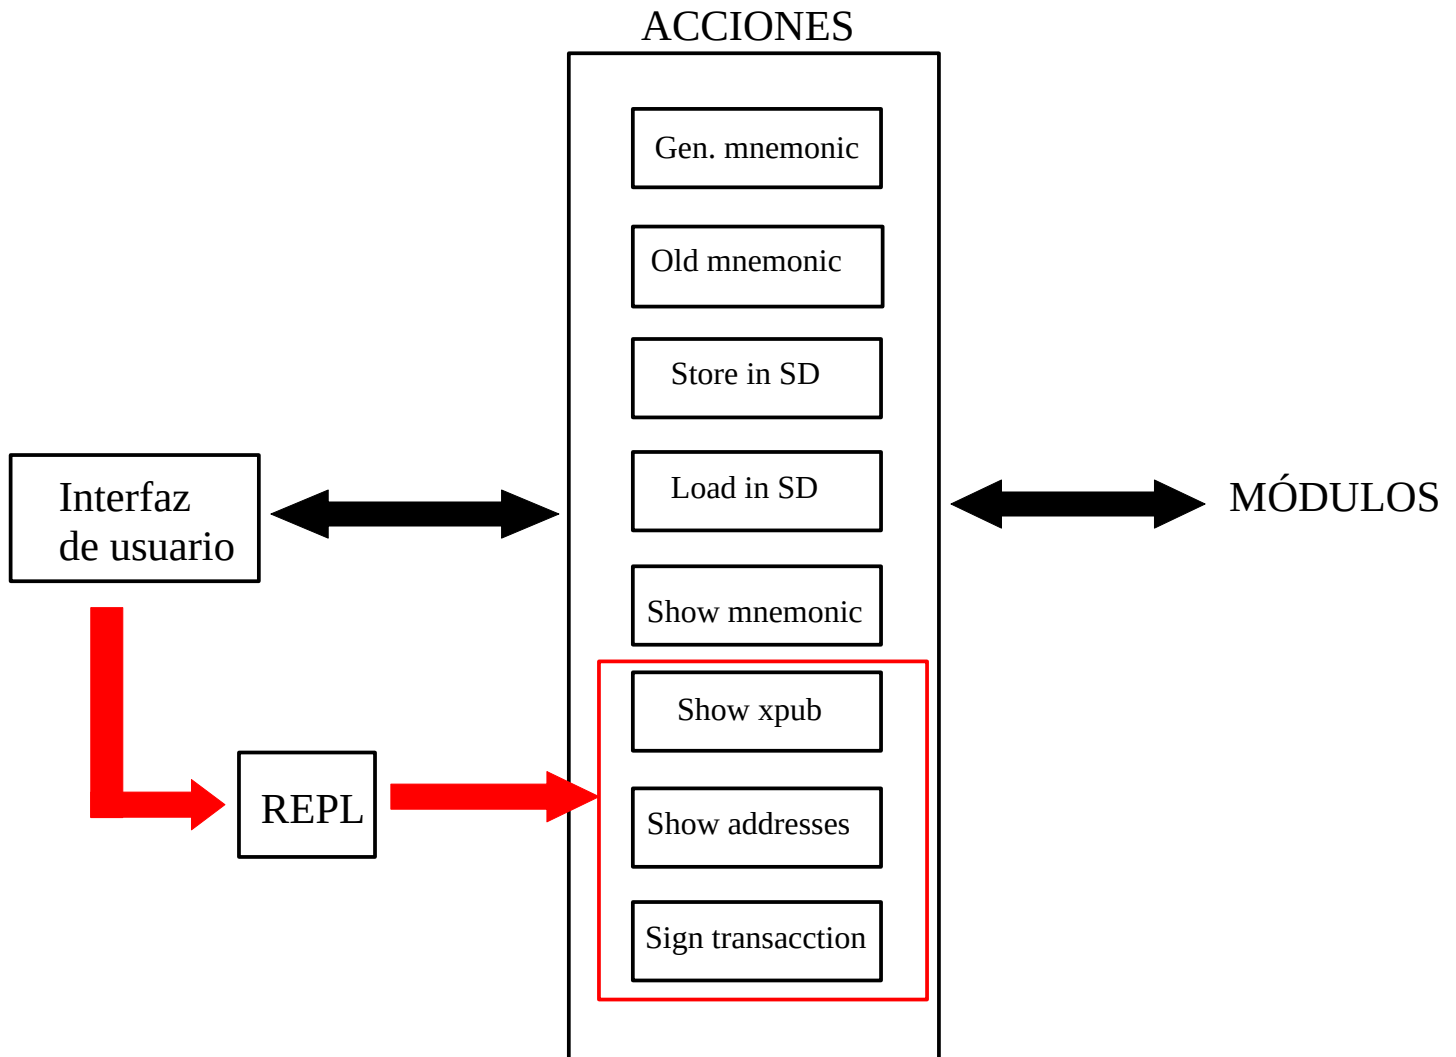 ACCIONES
Gen. mnemonic
Old mnemonic
Store in SD
Load in SD
Interfaz
de usuario
MÓDULOS
Show mnemonic
Show xpub
REPL
Show addresses
Sign transacction